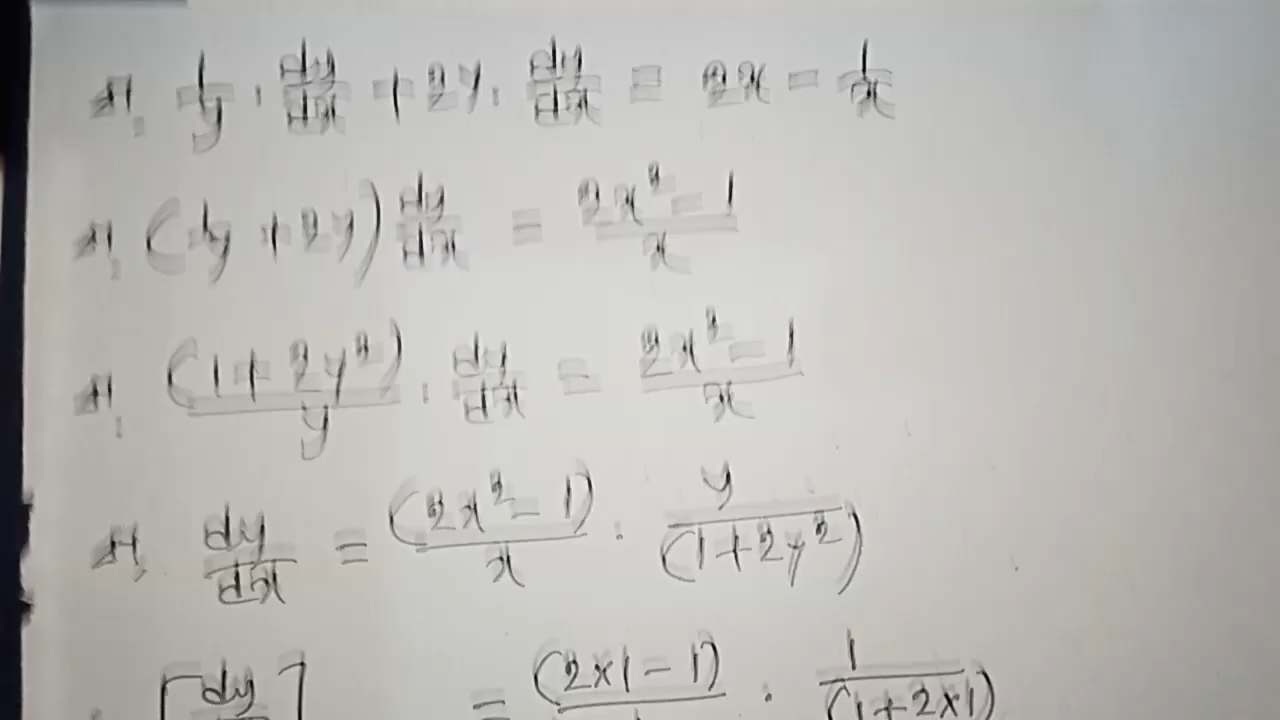 या, 1/y . dy/dx + 2y . dy/dx = 2x - 1/x
या, (1/y + 2y) dy/dx = (2x² - 1)/x
या, (1 + 2y²)/y . dy/dx = (2x² - 1)/x
या, dy/dx = (2x² - 1)/x . y/(1 + 2y²)
[dy/ ] = (2×1 - 1)/ . 1/(1 + 2×1)